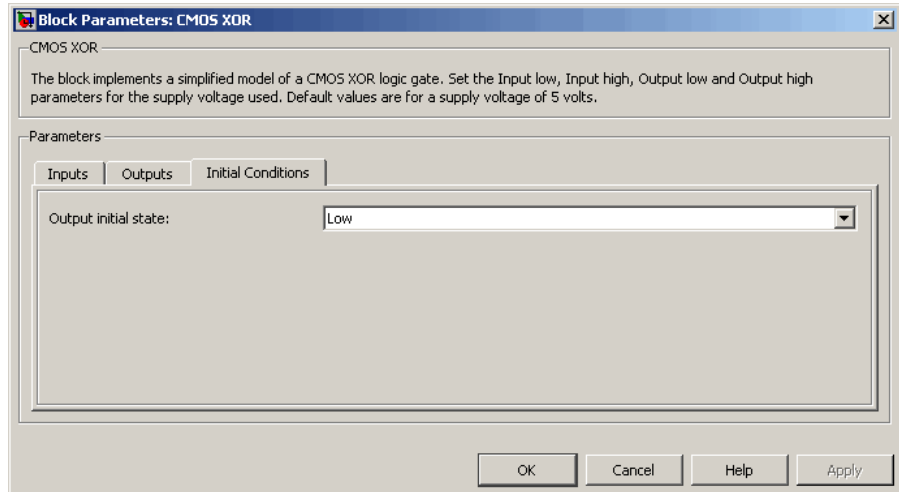 Block Parameters: CMOS XOR
CMOS XOR
The block implements a simplified model of a CMOS XOR logic gate. Set the Input low, Input high, Output low and Output high
parameters for the supply voltage used. Default values are for a supply voltage of 5 volts.
Parameters
Inputs Outputs Initial Conditions
Output initial state: Low
OK Cancel Help Apply